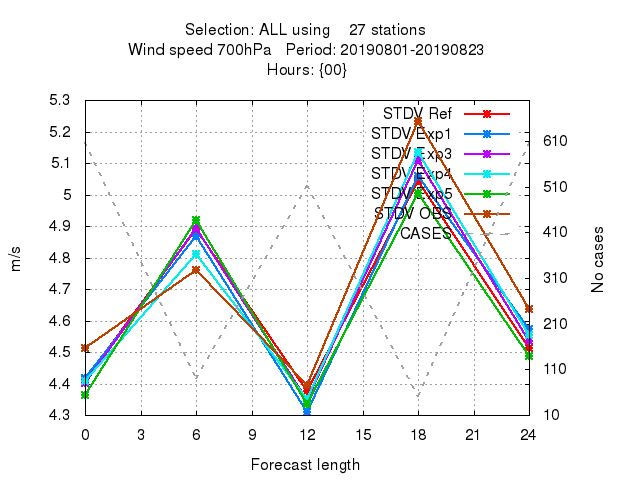 Selection: ALL using    27 stations
Wind speed 700hPa   Period: 20190801-20190823
Hours: {00}
STDV Ref
STDV Exp1
STDV Exp3
STDV Exp4
STDV Exp5
STDV OBS
CASES
5.3
5.2
5.1
5
4.9
4.8
4.7
4.6
4.5
4.4
4.3
m/s
610
510
410
310
210
110
10
No cases
0 3 6 9 12 15 18 21 24
Forecast length